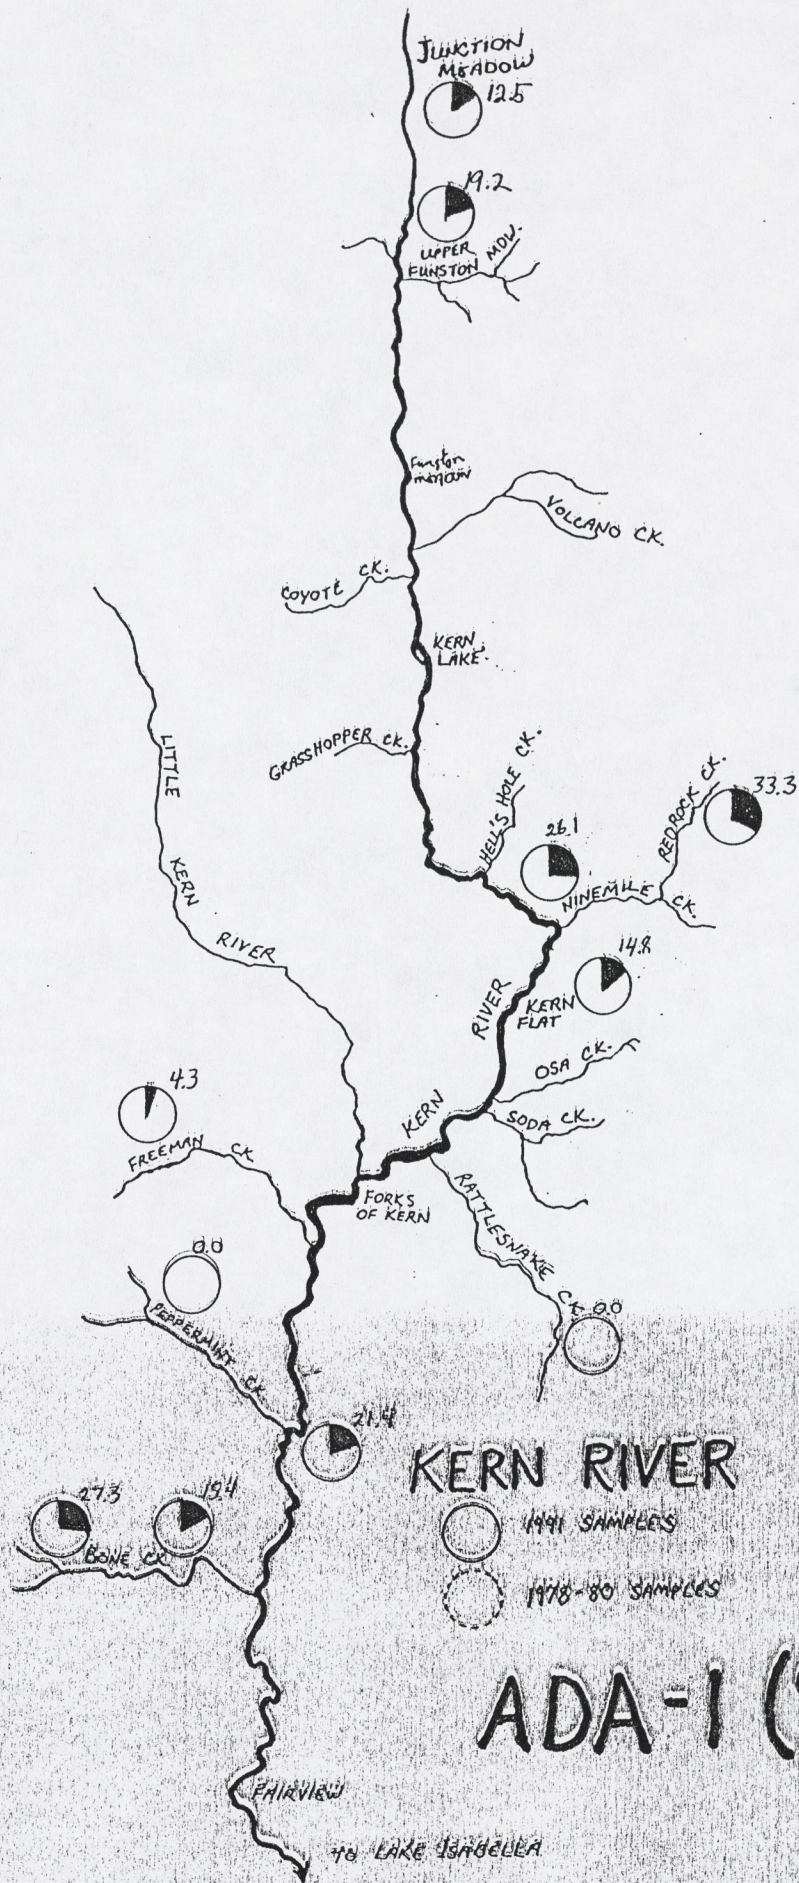 JUNCTION
MEADOW
12.5
19.2
UPPER
FUNSTON MDW.
Funston
VOLCANO CK.
COYOTE CK.
KERN
LAKE
GRASSHOPPER CK.
HELL'S HOLE CK.
REDROCK CK.
33.3
26.1
NINEMILE CK.
LITTLE
KERN
RIVER
14.8
KERN
FLAT
RIVER
OSA CK.
KERN
SODA CK.
4.3
FREEMAN CK.
FORKS
OF KERN
RATTLESNAKE CK.
0.0
0.0
PEPPERMINT CK.
21.4
KERN RIVER
27.3
19.4
1991 SAMPLES
BONE CK.
1978-80 SAMPLES
ADA-1 (
FAIRVIEW
to LAKE ISABELLA